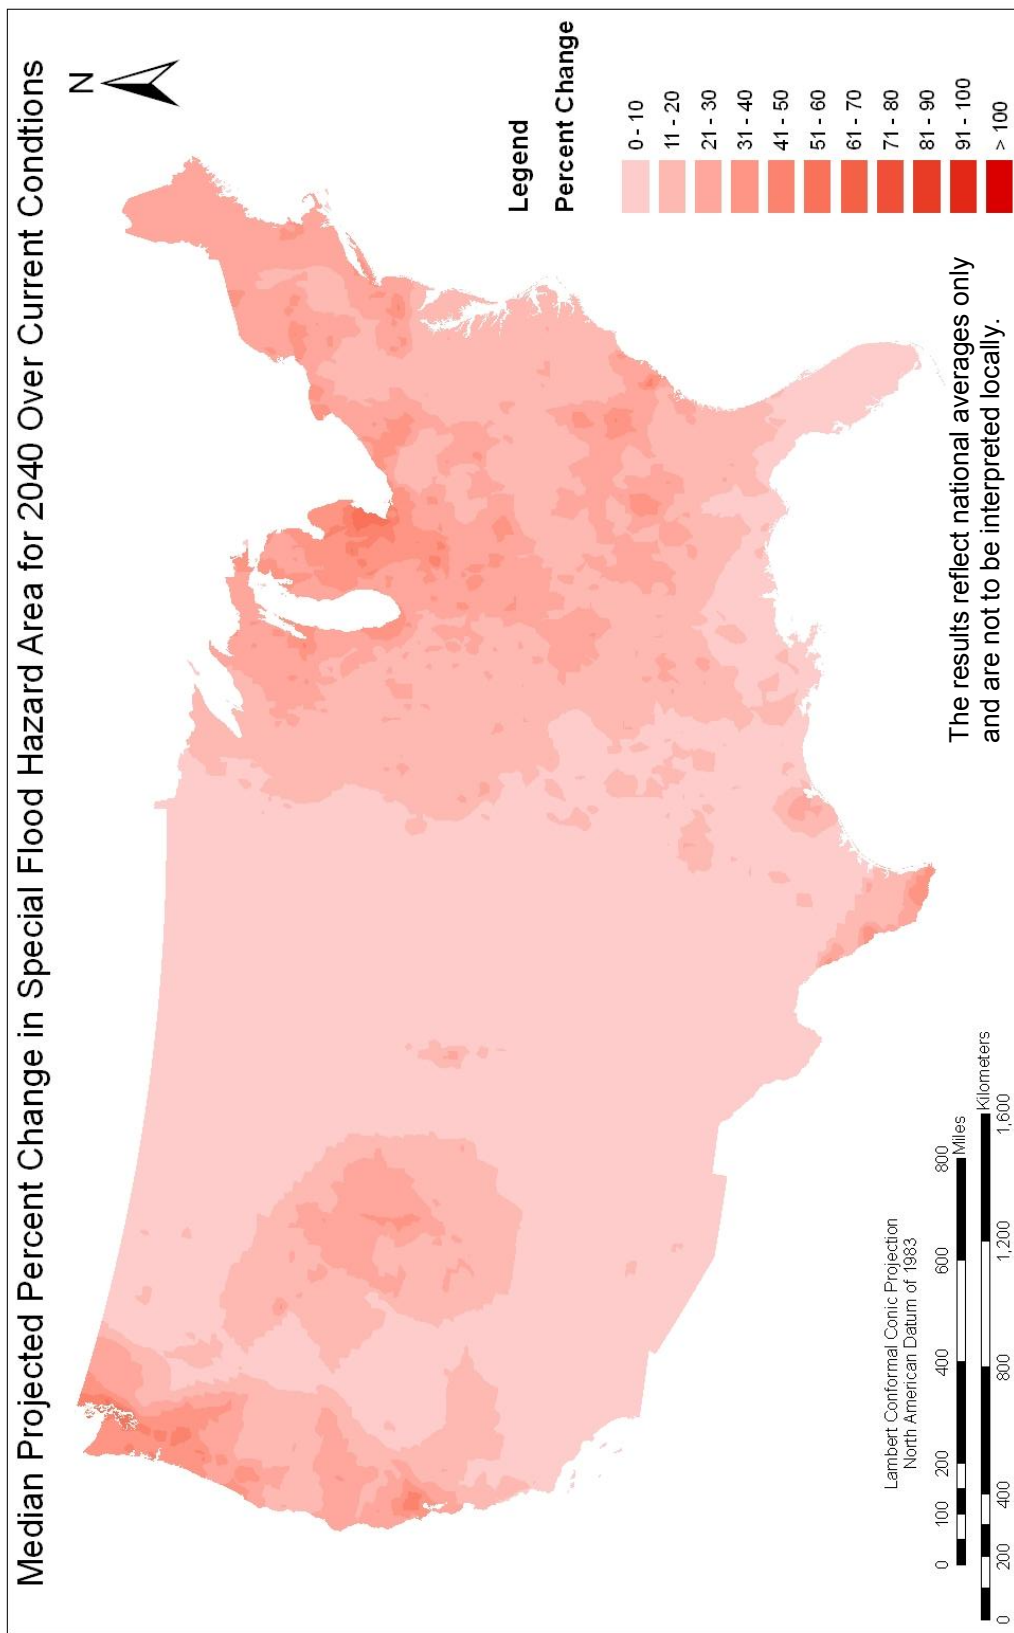 Median Projected Percent Change in Special Flood Hazard Area for 2040 Over Current Condtions
N
Legend
Percent Change
0 - 10
11 - 20
21 - 30
31 - 40
41 - 50
51 - 60
61 - 70
71 - 80
81 - 90
91 - 100
> 100
The results reflect national averages only
and are not to be interpreted locally.
Lambert Conformal Conic Projection
North American Datum of 1983
0 100 200 400 600 800
Miles
Kilometers
0 200 400 800 1,200 1,600